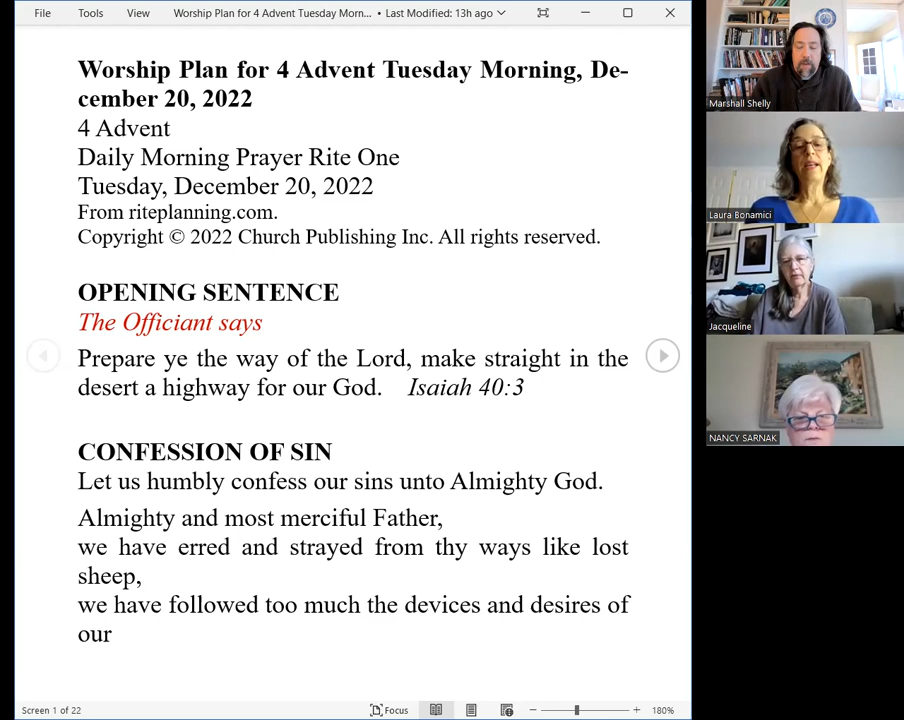 File Tools View Worship Plan for 4 Advent Tuesday Morn... • Last Modified: 13h ago
Worship Plan for 4 Advent Tuesday Morning, De-
cember 20, 2022
4 Advent
Daily Morning Prayer Rite One
Tuesday, December 20, 2022
From riteplanning.com.
Copyright © 2022 Church Publishing Inc. All rights reserved.
OPENING SENTENCE
The Officiant says
Prepare ye the way of the Lord, make straight in the
desert a highway for our God. Isaiah 40:3
CONFESSION OF SIN
Let us humbly confess our sins unto Almighty God.
Almighty and most merciful Father,
we have erred and strayed from thy ways like lost
sheep,
we have followed too much the devices and desires of
our
Screen 1 of 22 Focus 180%
Marshall Shelly
Laura Bonamici
Jacqueline
NANCY SARNAK